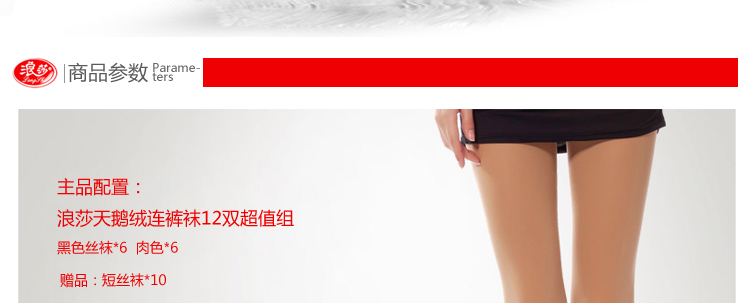 浪莎
商品参数 Parame-
ters
主品配置：
浪莎天鹅绒连裤袜12双超值组
黑色丝袜*6 肉色*6
赠品：短丝袜*10